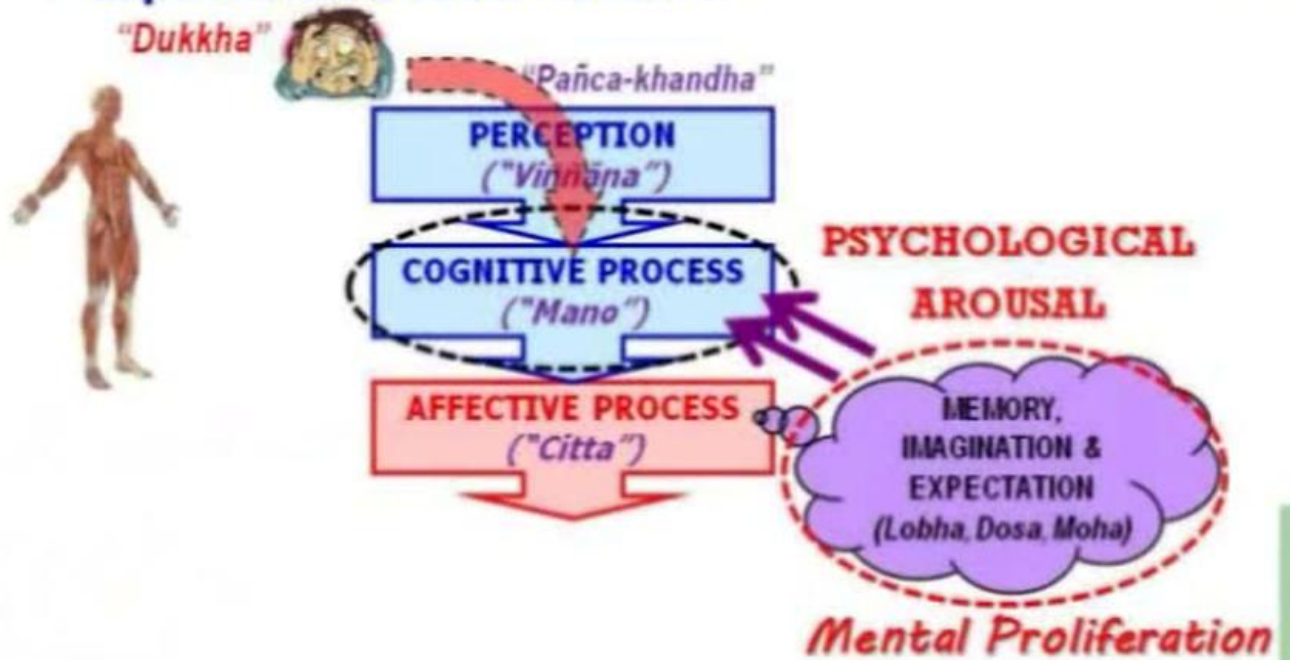 “Dukkha”
“Pañca-khandha”
PERCEPTION
(“Viññāṇa”)
COGNITIVE PROCESS
(“Mano”)
PSYCHOLOGICAL
AROUSAL
AFFECTIVE PROCESS
(“Citta”)
MEMORY,
IMAGINATION &
EXPECTATION
(Lobha, Dosa, Moha)
Mental Proliferation